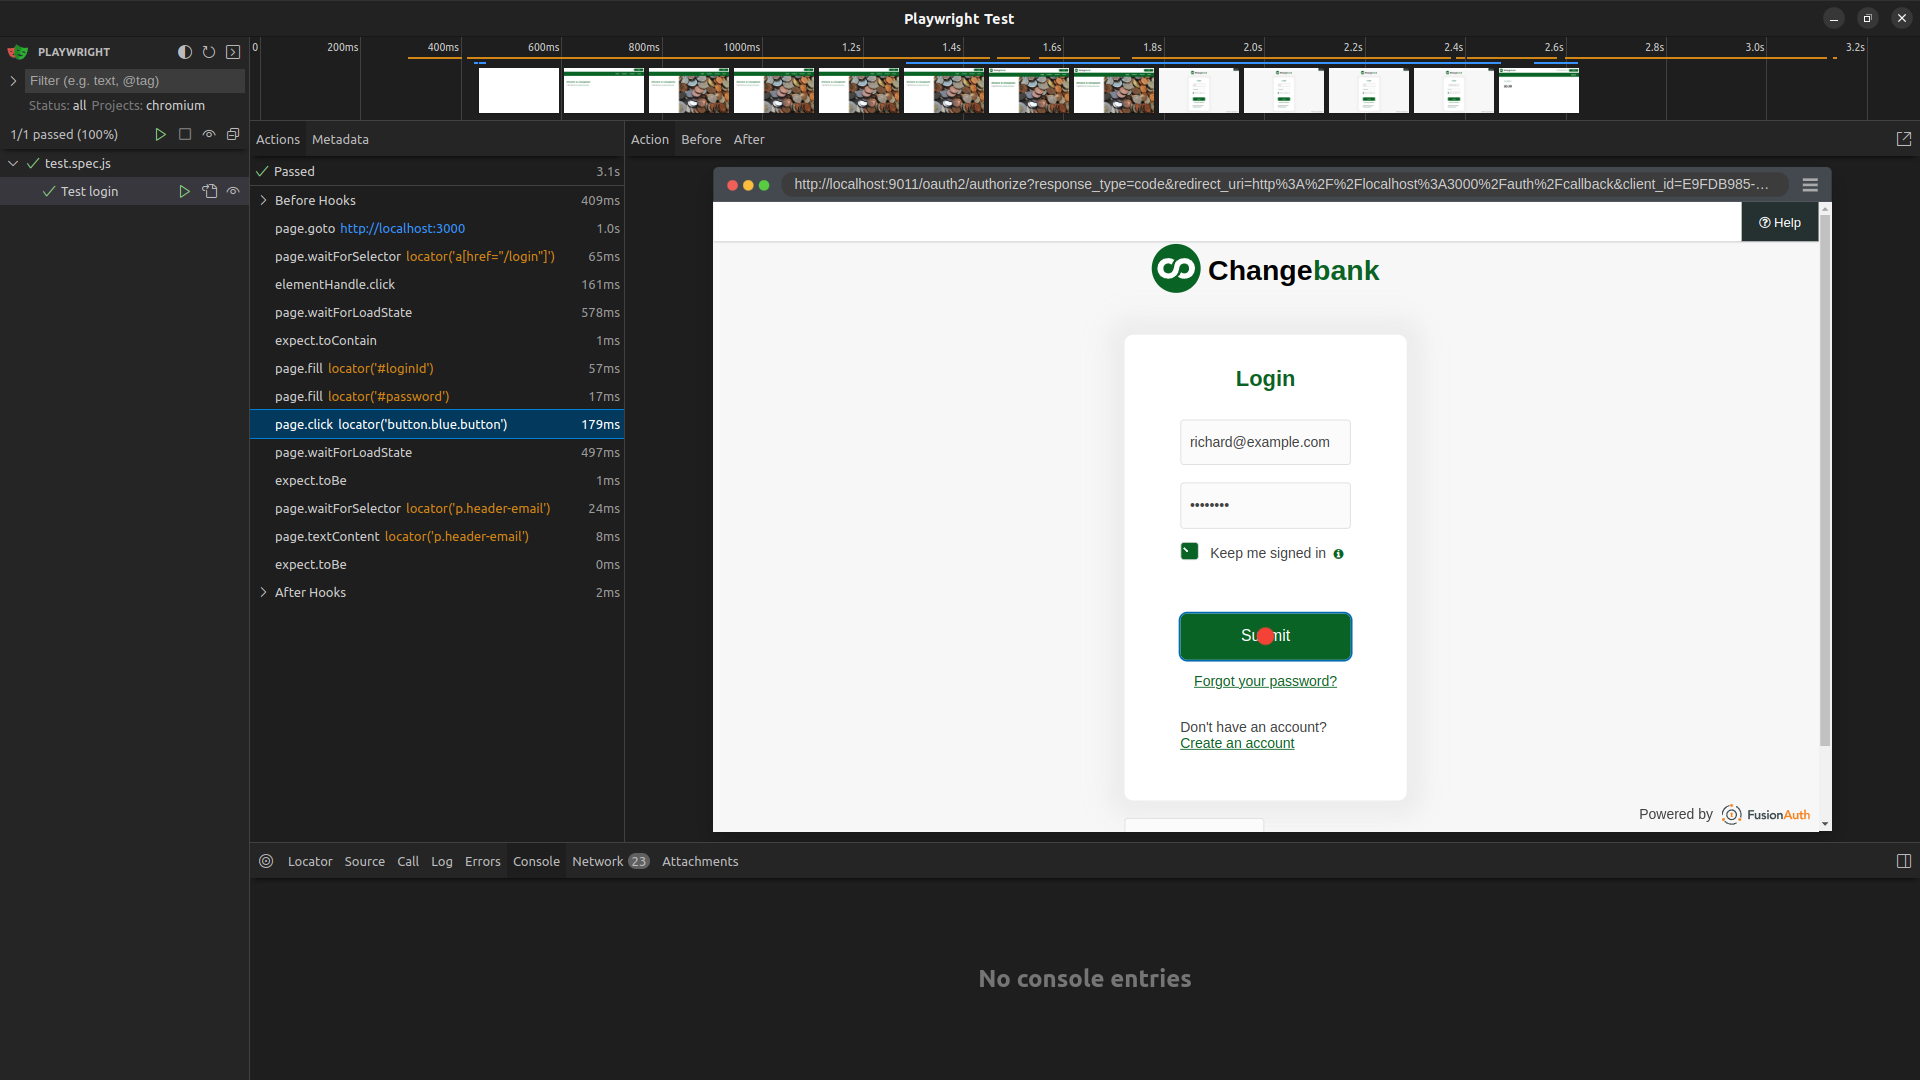 Playwright Test
PLAYWRIGHT
Filter (e.g. text, @tag)
Status: all Projects: chromium
1/1 passed (100%)
test.spec.js
Test login
0
200ms
400ms
600ms
800ms
1000ms
1.2s
1.4s
1.6s
1.8s
2.0s
2.2s
2.4s
2.6s
2.8s
3.0s
3.2s
Actions Metadata
Passed 3.1s
Before Hooks 409ms
page.goto http://localhost:3000 1.0s
page.waitForSelector locator('a[href="/login"]') 65ms
elementHandle.click 161ms
page.waitForLoadState 578ms
expect.toContain 1ms
page.fill locator('#loginId') 57ms
page.fill locator('#password') 17ms
page.click locator('button.blue.button') 179ms
page.waitForLoadState 497ms
expect.toBe 1ms
page.waitForSelector locator('p.header-email') 24ms
page.textContent locator('p.header-email') 8ms
expect.toBe 0ms
After Hooks 2ms
Action Before After
http://localhost:9011/oauth2/authorize?response_type=code&redirect_uri=http%3A%2F%2Flocalhost%3A3000%2Fauth%2Fcallback&client_id=E9FDB985-...
Help
Changebank
Login
richard@example.com
••••••••
Keep me signed in
Forgot your password?
Don't have an account?
Create an account
Powered by FusionAuth
Locator Source Call Log Errors Console Network 23 Attachments
No console entries